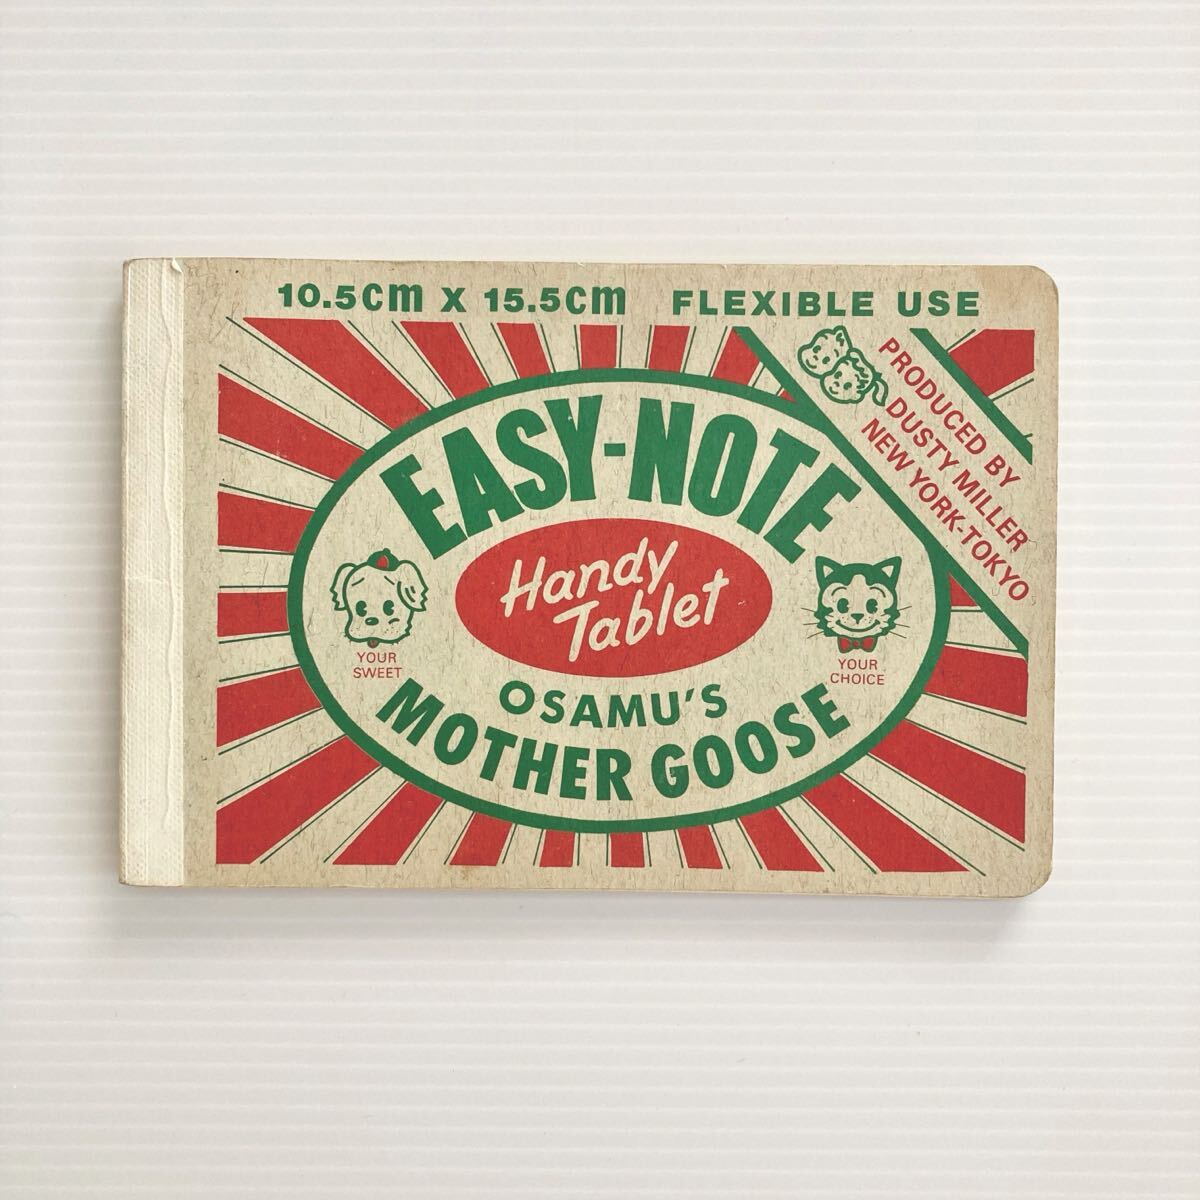 10.5cm x 15.5cm FLEXIBLE USE
PRODUCED BY
DUSTY MILLER
NEW YORK-TOKYO
EASY-NOTE
Handy
Tablet
YOUR
SWEET
YOUR
CHOICE
OSAMU'S
MOTHER GOOSE